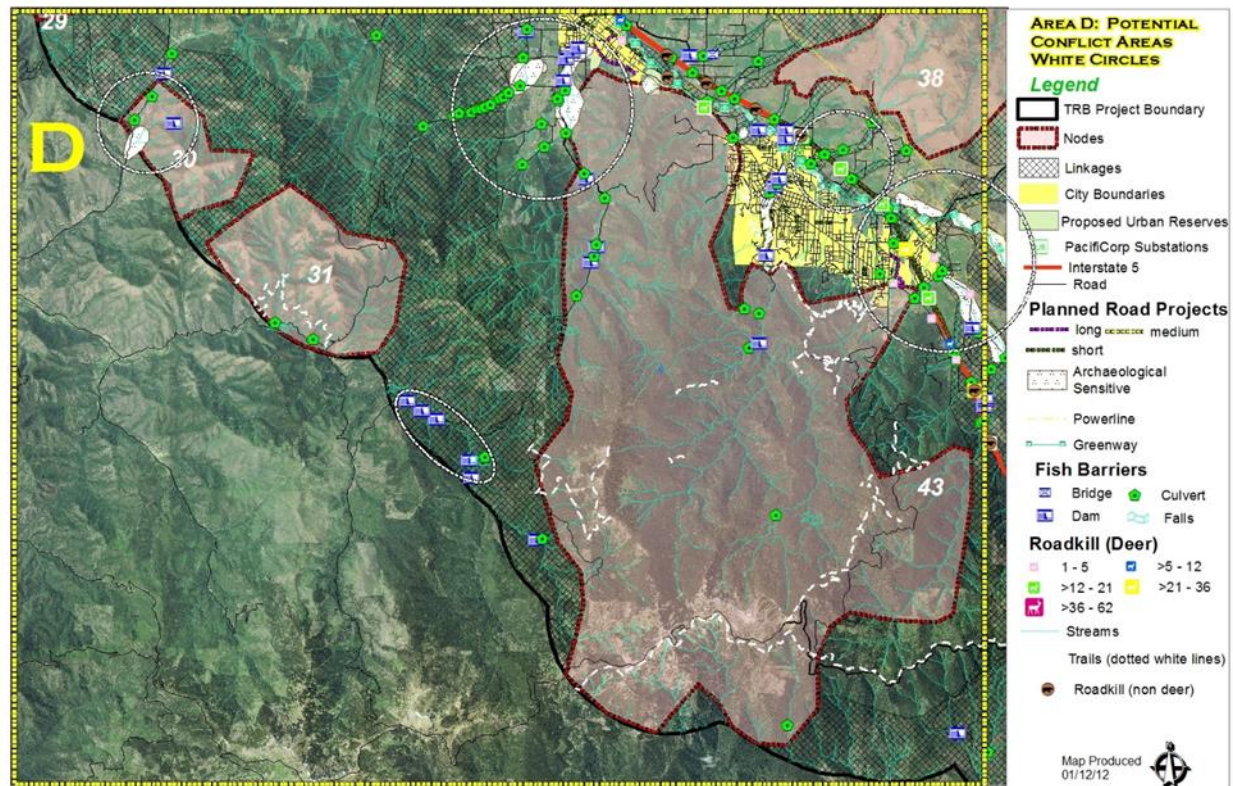 29
38
D
30
31
43
AREA D: POTENTIAL
CONFLICT AREAS
WHITE CIRCLES
Legend
TRB Project Boundary
Nodes
Linkages
City Boundaries
Proposed Urban Reserves
PacifiCorp Substations
Interstate 5
Road
Planned Road Projects
long medium
short
Archaeological
Sensitive
Powerline
Greenway
Fish Barriers
Bridge Culvert
Dam Falls
Roadkill (Deer)
1 - 5 >5 - 12
>12 - 21 >21 - 36
>36 - 62
Streams
Trails (dotted white lines)
Roadkill (non deer)
Map Produced
01/12/12